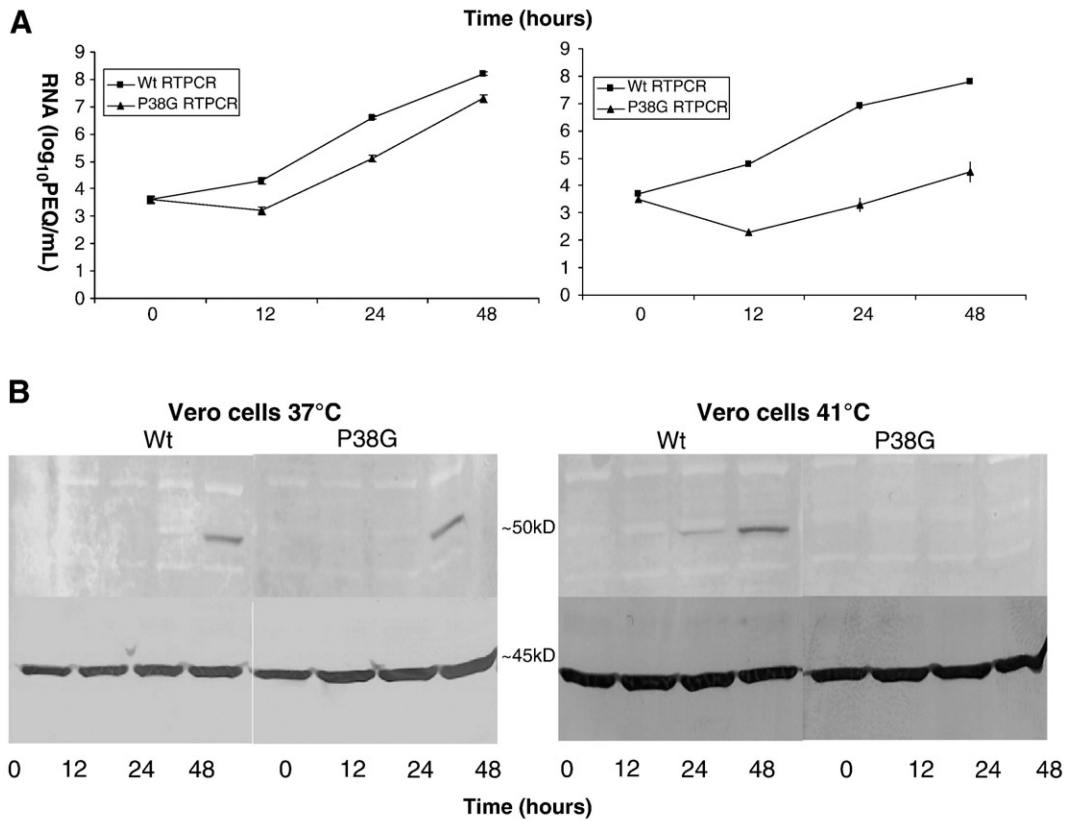 A
Time (hours)
RNA (log10PEQ/mL)
9
8
7
6
5
4
3
2
1
0
Wt RTPCR
P38G RTPCR
0 12 24 48
9
8
7
6
5
4
3
2
1
0
Wt RTPCR
P38G RTPCR
0 12 24 48
B
Vero cells 37°C
Wt P38G
Vero cells 41°C
Wt P38G
~50kD
~45kD
0 12 24 48 0 12 24 48
0 12 24 48 0 24 48
Time (hours)